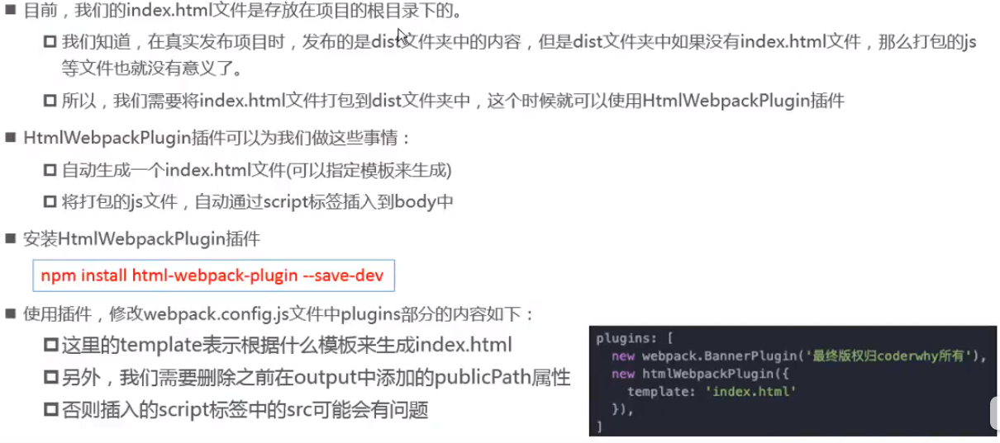 目前，我们的index.html文件是存放在项目的根目录下的。
我们知道，在真实发布项目时，发布的是dist文件夹中的内容，但是dist文件夹中如果没有index.html文件，那么打包的js
等文件也就没有意义了。
所以，我们需要将index.html文件打包到dist文件夹中，这个时候就可以使用HtmlWebpackPlugin插件
HtmlWebpackPlugin插件可以为我们做这些事情：
自动生成一个index.html文件(可以指定模板来生成)
将打包的js文件，自动通过script标签插入到body中
安装HtmlWebpackPlugin插件
npm install html-webpack-plugin --save-dev
使用插件，修改webpack.config.js文件中plugins部分的内容如下：
这里的template表示根据什么模板来生成index.html
另外，我们需要删除之前在output中添加的publicPath属性
否则插入的script标签中的src可能会有问题
plugins: [
new webpack.BannerPlugin('最终版权归coderwhy所有'),
new htmlWebpackPlugin({
template: 'index.html'
}),
]